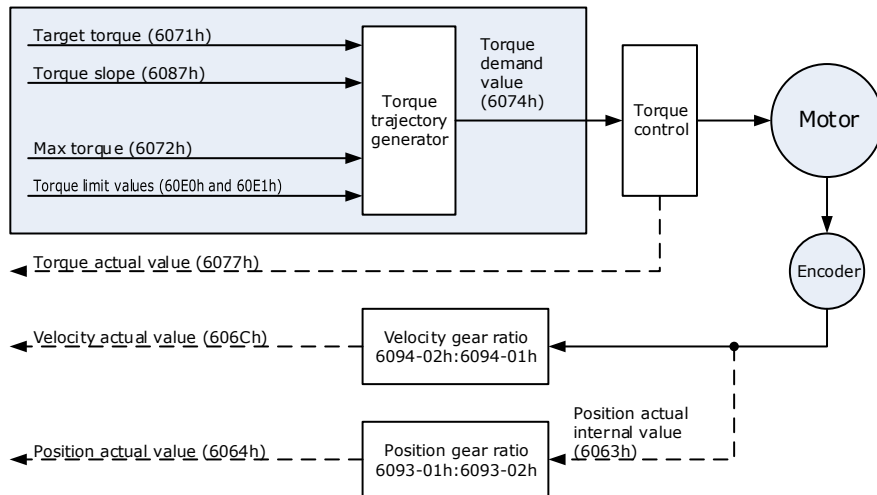 Target torque (6071h)
Torque slope (6087h)
Max torque (6072h)
Torque limit values (60E0h and 60E1h)
Torque
trajectory
generator
Torque
demand
value
(6074h)
Torque
control
Motor
Encoder
Torque actual value (6077h)
Velocity actual value (606Ch)
Velocity gear ratio
6094-02h:6094-01h
Position actual value (6064h)
Position gear ratio
6093-01h:6093-02h
Position actual
internal value
(6063h)